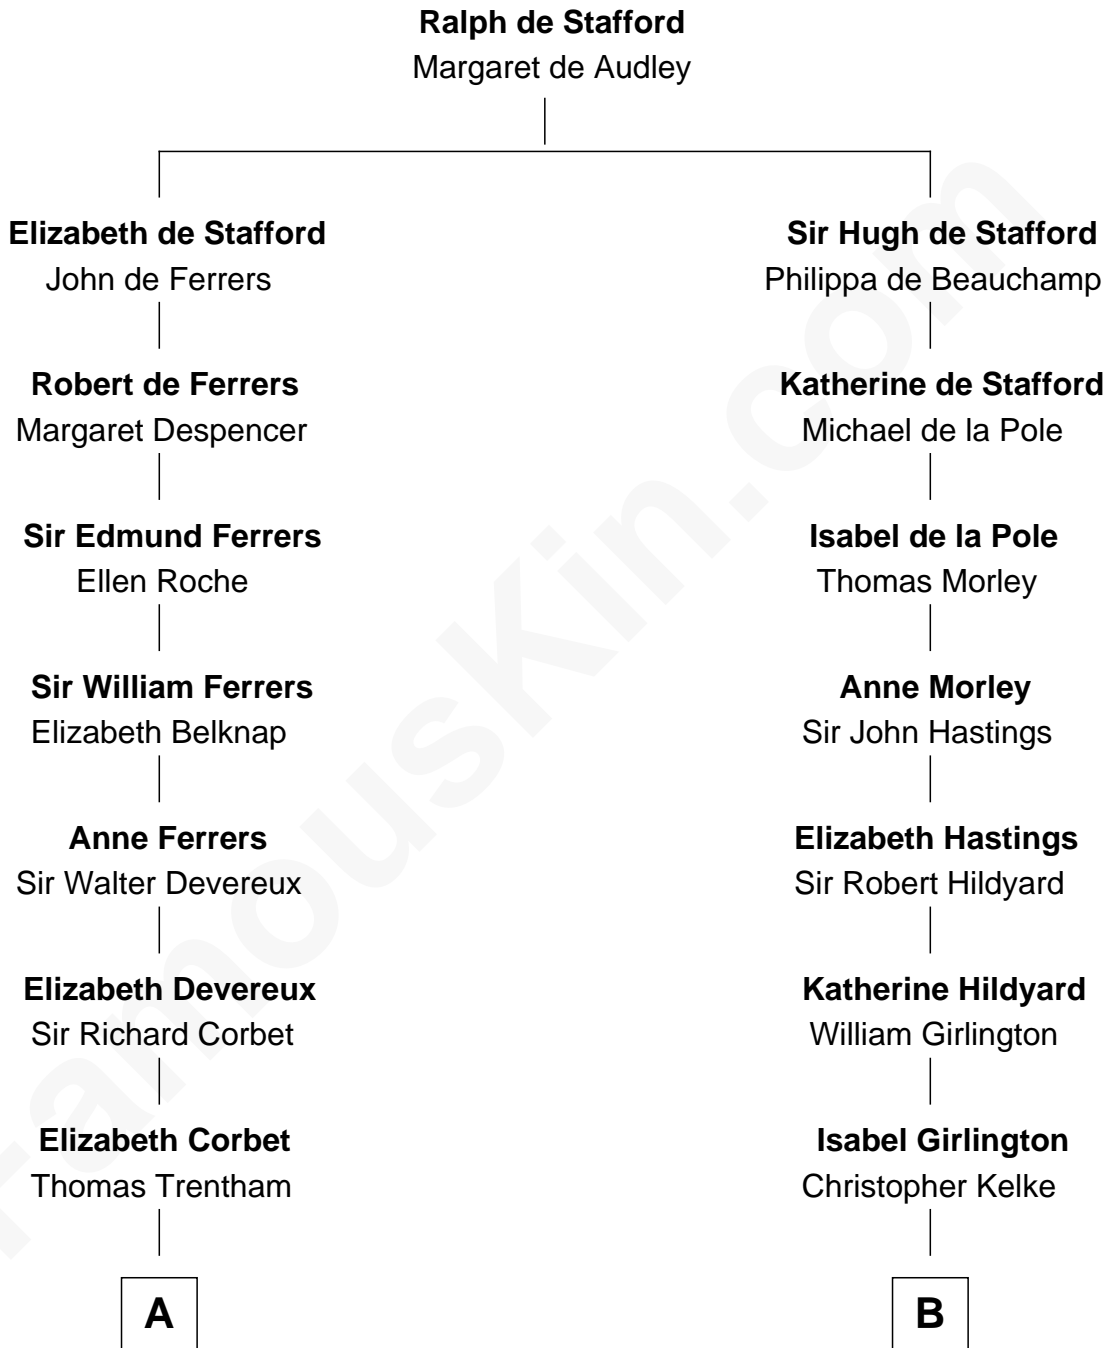 Ralph de Stafford
Margaret de Audley
Elizabeth de Stafford
John de Ferrers
Sir Hugh de Stafford
Philippa de Beauchamp
Robert de Ferrers
Margaret Despencer
Katherine de Stafford
Michael de la Pole
Sir Edmund Ferrers
Ellen Roche
Isabel de la Pole
Thomas Morley
Sir William Ferrers
Elizabeth Belknap
Anne Morley
Sir John Hastings
Anne Ferrers
Sir Walter Devereux
Elizabeth Hastings
Sir Robert Hildyard
Elizabeth Devereux
Sir Richard Corbet
Katherine Hildyard
William Girlington
Elizabeth Corbet
Thomas Trentham
Isabel Girlington
Christopher Kelke
A
B
FamousKin.com